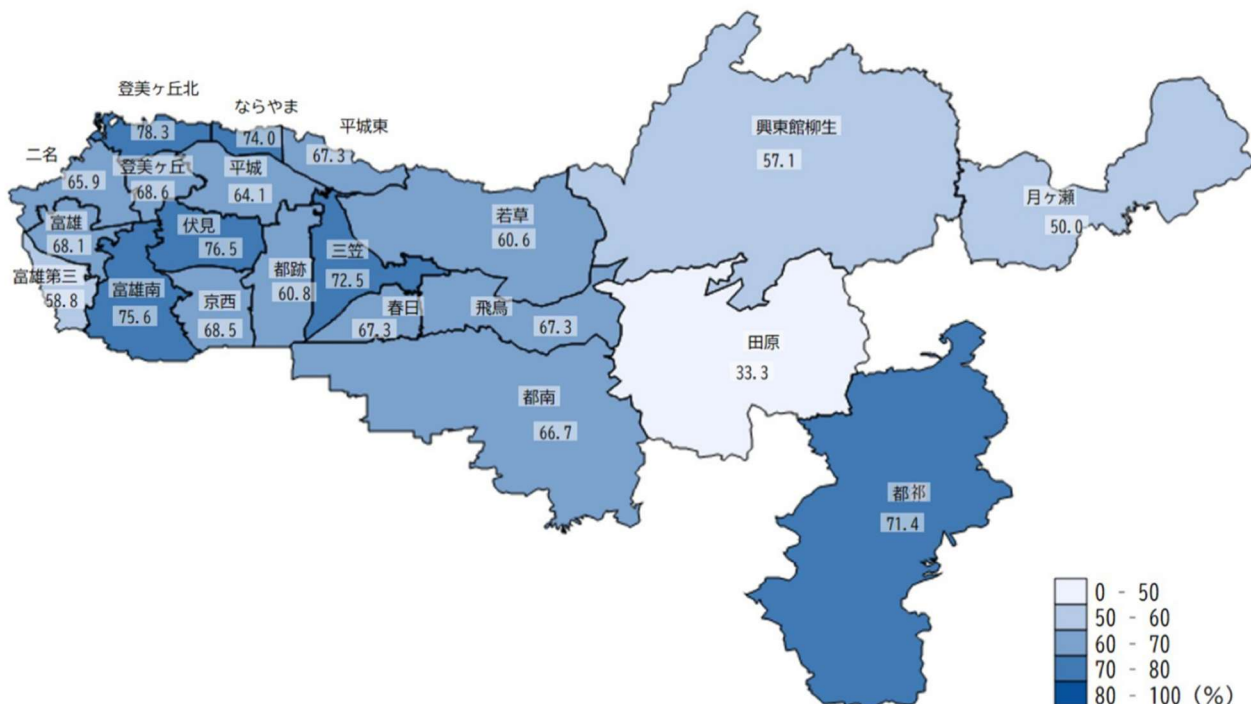 登美ヶ丘北
78.3
ならやま
74.0
平城東
67.3
二名
65.9
登美ヶ丘
68.6
平城
64.1
富雄
68.1
伏見
76.5
富雄第三
58.8
富雄南
75.6
京西
68.5
都跡
60.8
三笠
72.5
若草
60.6
春日
67.3
飛鳥
67.3
興東館柳生
57.1
月ヶ瀬
50.0
田原
33.3
都南
66.7
都祁
71.4
0 - 50
50 - 60
60 - 70
70 - 80
80 - 100 (%)